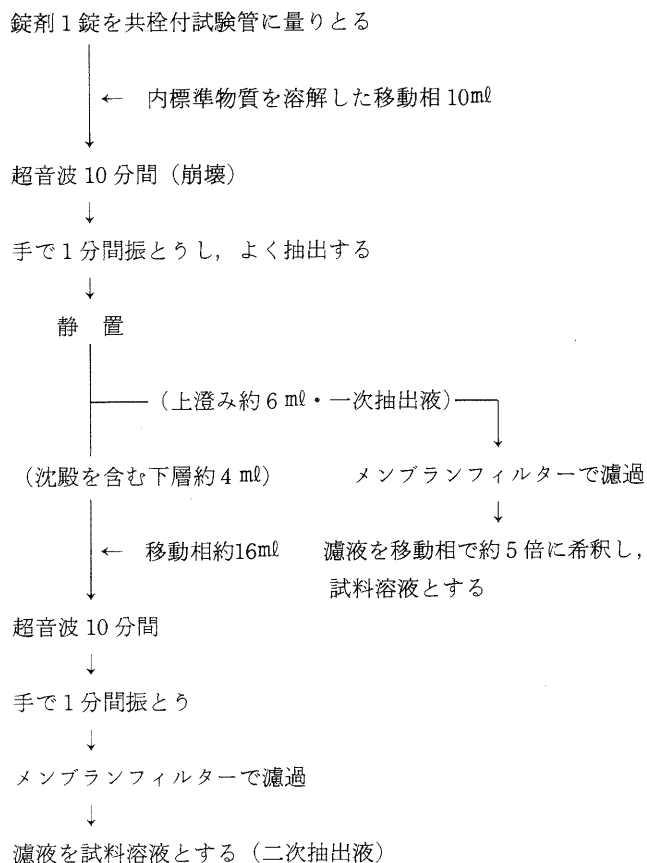 錠剤1錠を共栓付試験管に量りとる
← 内標準物質を溶解した移動相10mℓ
超音波10分間（崩壊）
↓
手で1分間振とうし，よく抽出する
↓
静　置
（上澄み約6mℓ・一次抽出液）
（沈殿を含む下層約4mℓ）
メンブランフィルターで濾過
↓
← 移動相約16mℓ
濾液を移動相で約5倍に希釈し，
試料溶液とする
超音波10分間
↓
手で1分間振とう
↓
メンブランフィルターで濾過
↓
濾液を試料溶液とする（二次抽出液）